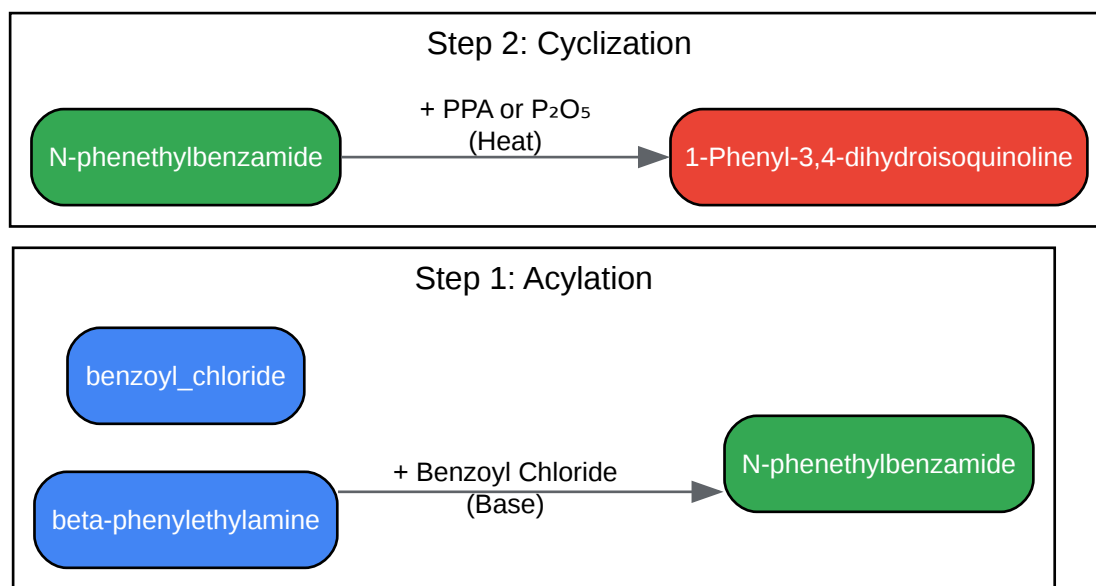 Step 2: Cyclization
N-phenethylbenzamide
+ PPA or P₂O₅
(Heat)
1-Phenyl-3,4-dihydroisoquinoline
Step 1: Acylation
benzoyl_chloride
beta-phenylethylamine
+ Benzoyl Chloride
(Base)
N-phenethylbenzamide